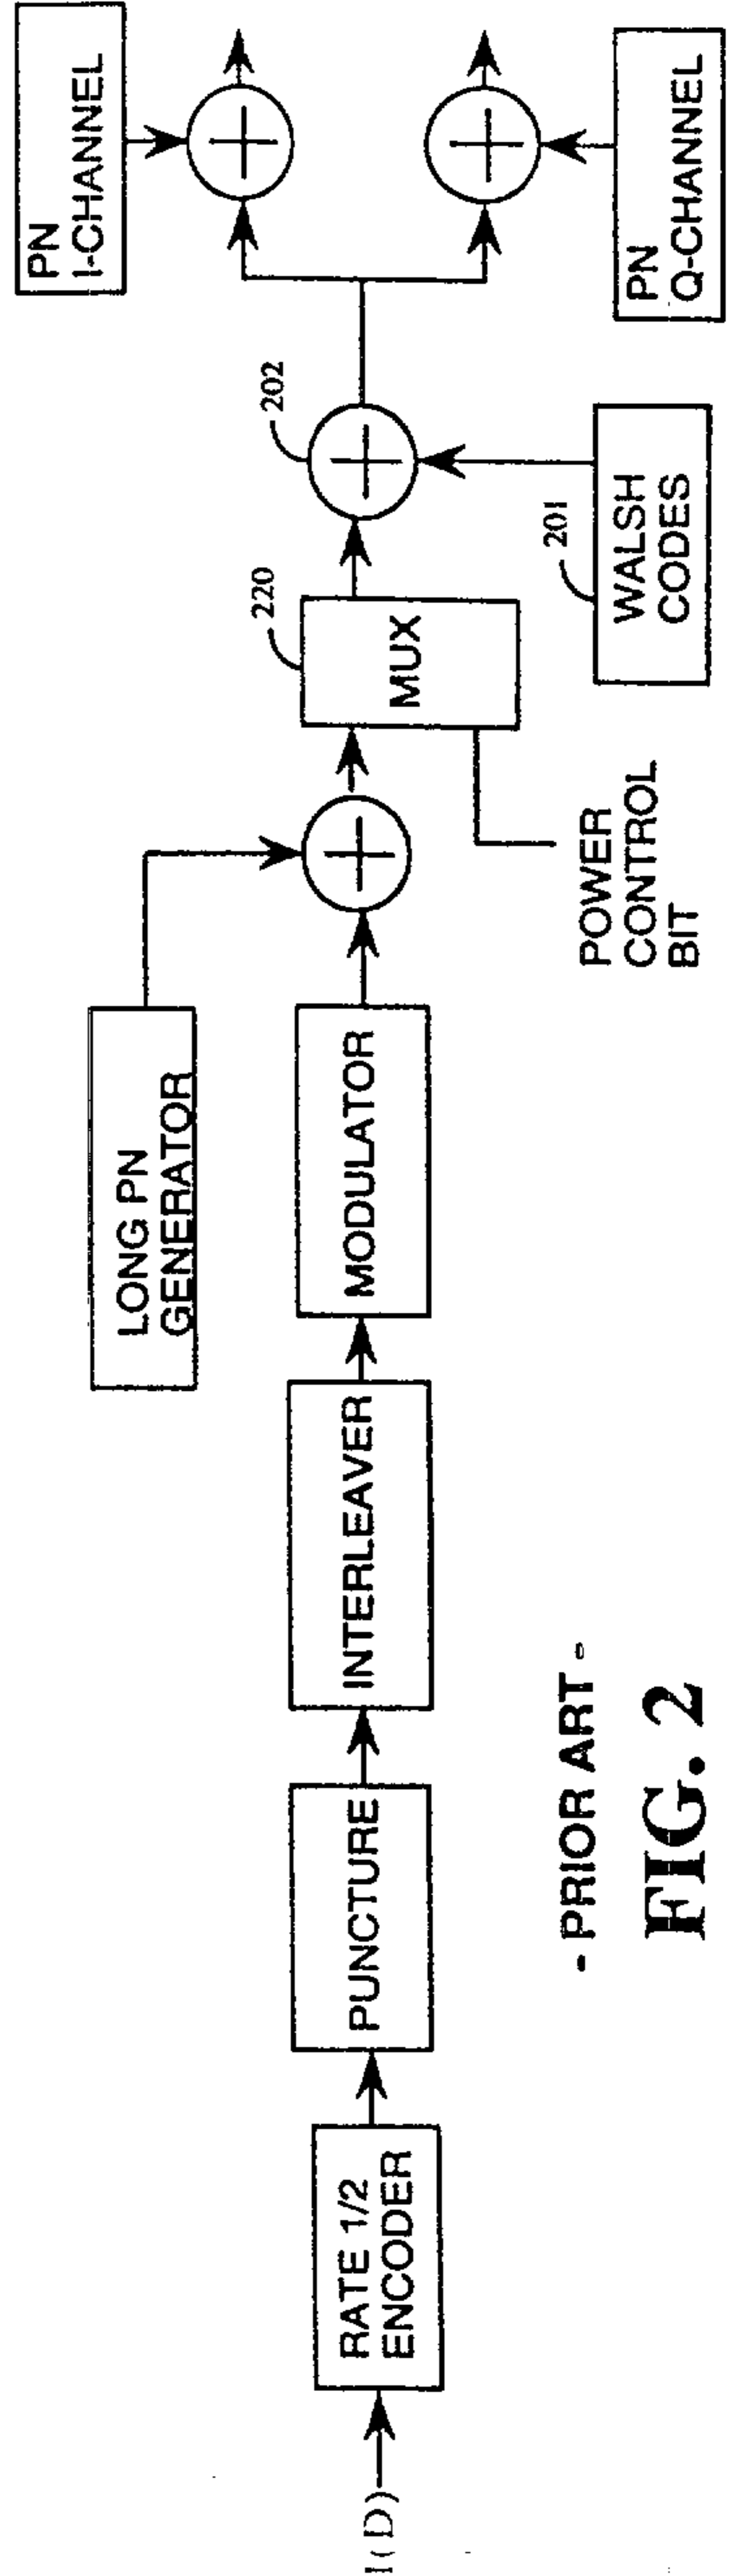 I(D)
RATE 1/2
ENCODER
PUNCTURE
INTERLEAVER
MODULATOR
LONG PN
GENERATOR
220
MUX
POWER
CONTROL
BIT
202
201
WALSH
CODES
PN
I-CHANNEL
PN
Q-CHANNEL
- PRIOR ART -
FIG. 2